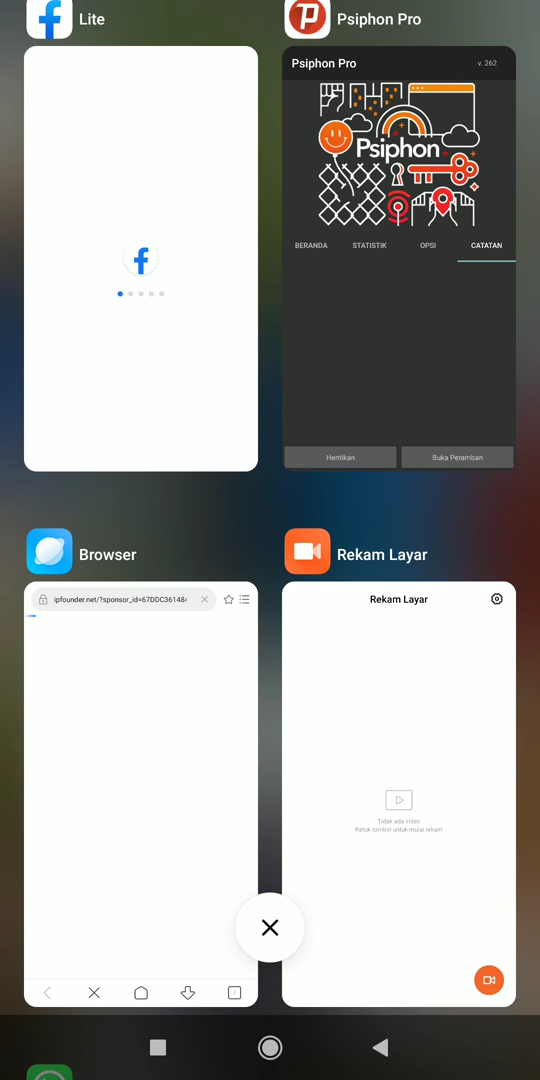 Lite
Psiphon Pro
Psiphon Pro
v. 262
Psiphon
BERANDA STATISTIK OPSI CATATAN
Hentikan Buka Peramban
Browser
Rekam Layar
ipfounder.net/?sponsor_id=67DDC36148
Rekam Layar
Tidak ada video
Ketuk tombol untuk mulai rekam